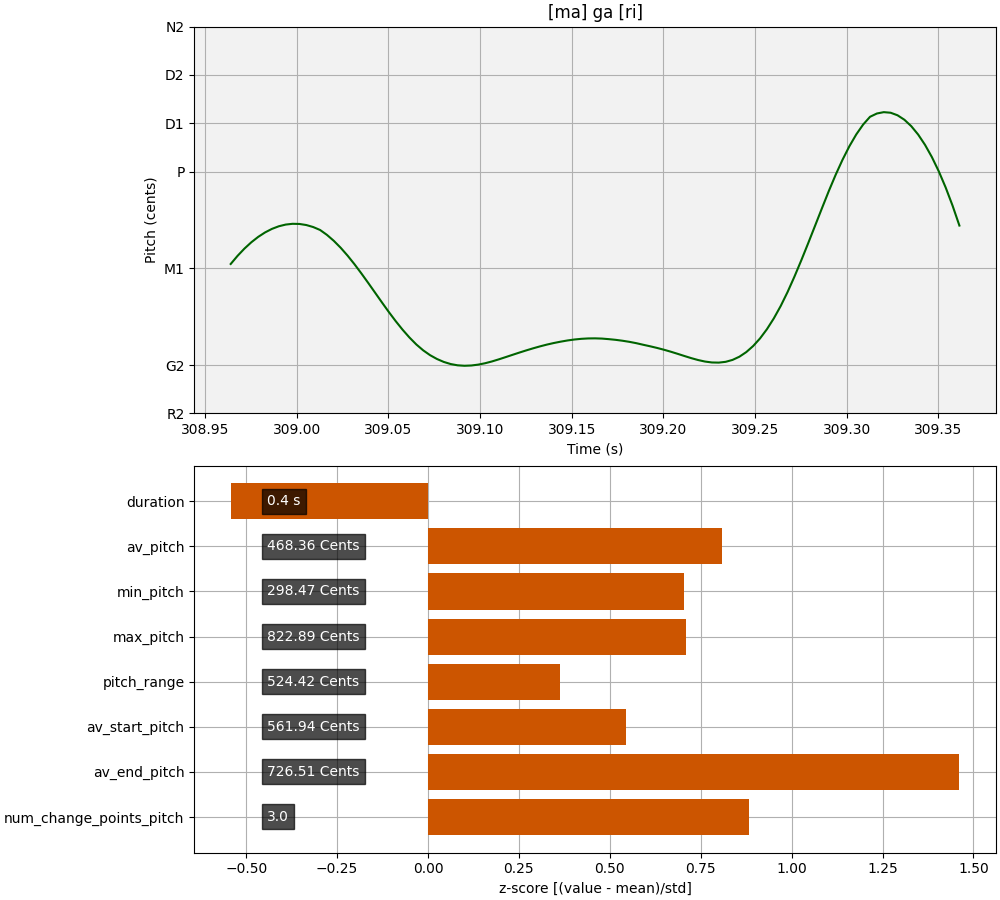 [ma] ga [ri]
N2
D2
D1
P
M1
G2
R2
Pitch (cents)
308.95 309.00 309.05 309.10 309.15 309.20 309.25 309.30 309.35
Time (s)
duration 0.4 s
av_pitch 468.36 Cents
min_pitch 298.47 Cents
max_pitch 822.89 Cents
pitch_range 524.42 Cents
av_start_pitch 561.94 Cents
av_end_pitch 726.51 Cents
num_change_points_pitch 3.0
−0.50 −0.25 0.00 0.25 0.50 0.75 1.00 1.25 1.50
z-score [(value - mean)/std]